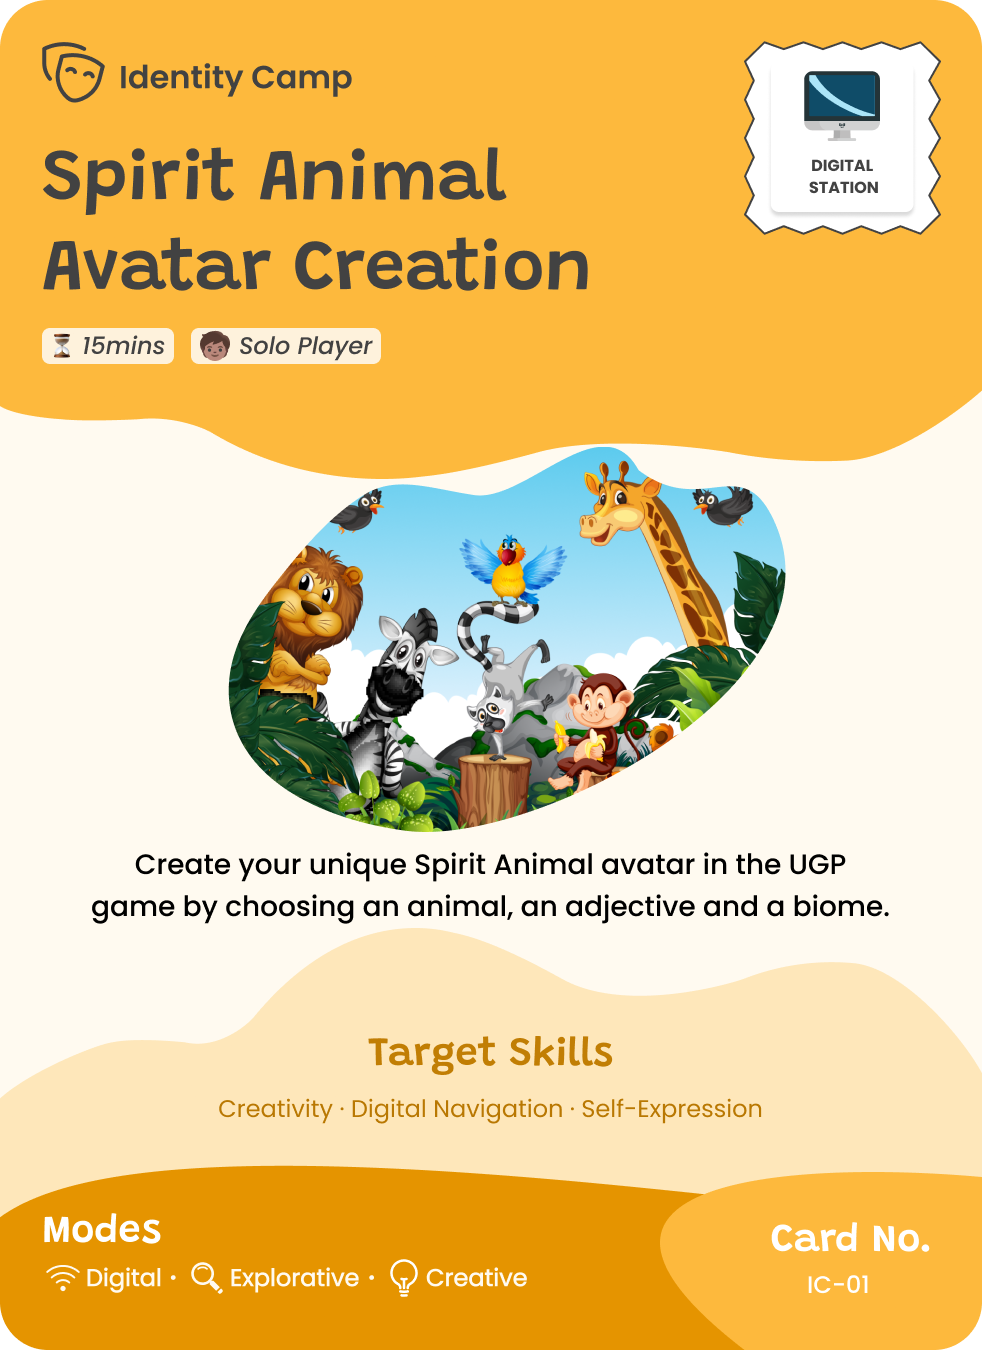 Identity Camp
DIGITAL
STATION
Spirit Animal
Avatar Creation
15mins
Solo Player
Create your unique Spirit Animal avatar in the UGP
game by choosing an animal, an adjective and a biome.
Target Skills
Creativity · Digital Navigation · Self-Expression
Modes
Digital · Explorative · Creative
Card No.
IC-01